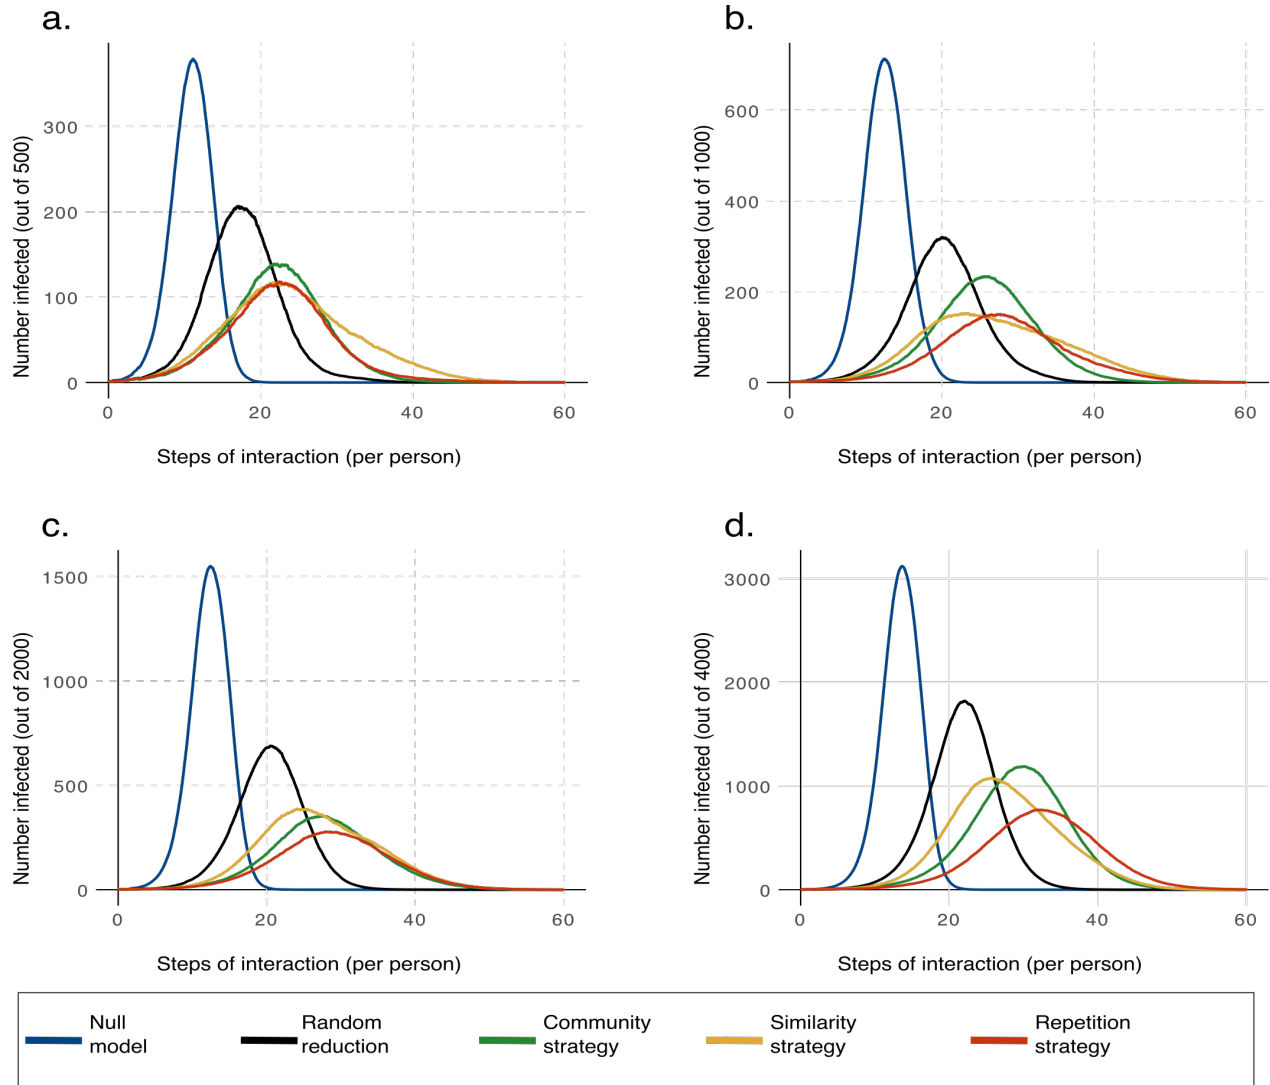 a.
Number infected (out of 500)
300
200
100
0
0 20 40 60
Steps of interaction (per person)
b.
Number infected (out of 1000)
600
400
200
0
0 20 40 60
Steps of interaction (per person)
c.
Number infected (out of 2000)
1500
1000
500
0
0 20 40 60
Steps of interaction (per person)
d.
Number infected (out of 4000)
3000
2000
1000
0
0 20 40 60
Steps of interaction (per person)
Null
model
Random
reduction
Community
strategy
Similarity
strategy
Repetition
strategy